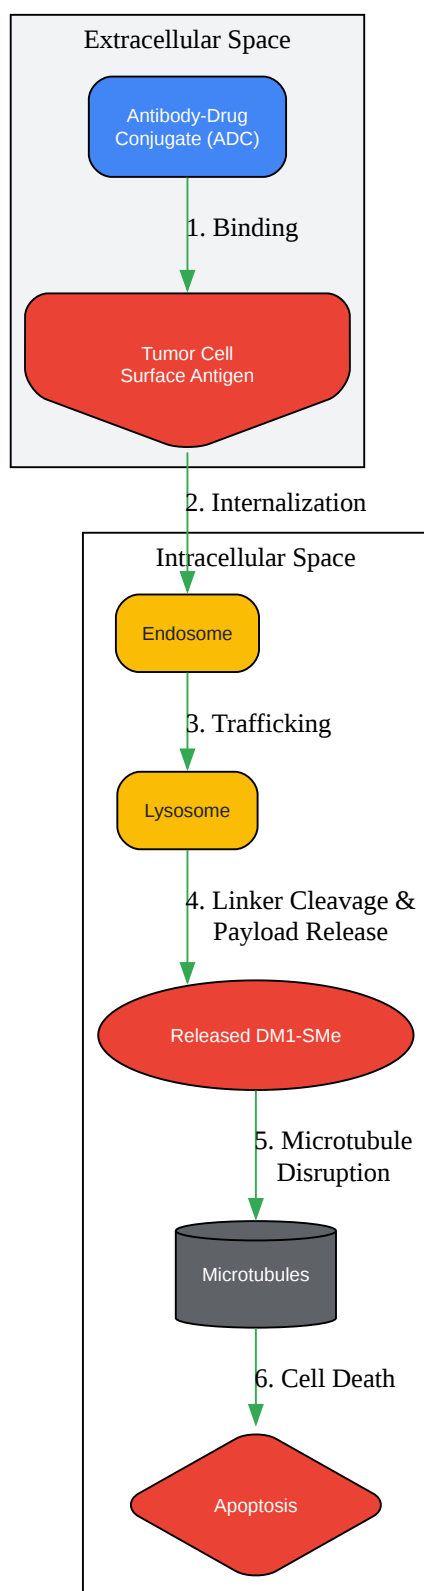 Extracellular Space
Antibody-Drug
Conjugate (ADC)
1. Binding
Tumor Cell
Surface Antigen
2. Internalization
Intracellular Space
Endosome
3. Trafficking
Lysosome
4. Linker Cleavage &
Payload Release
Released DM1-SMe
5. Microtubule
Disruption
Microtubules
6. Cell Death
Apoptosis